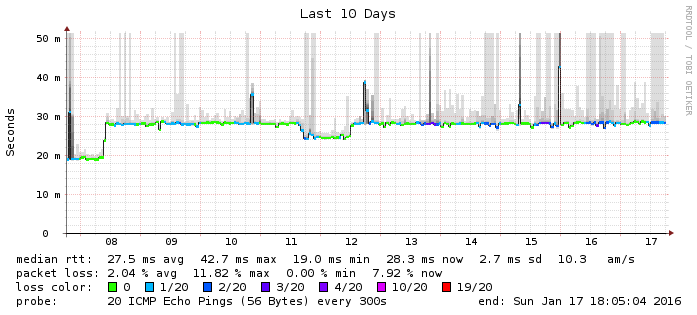 Last 10 Days
RRDTOOL / TOBI OETIKER
Seconds
50 m
40 m
30 m
20 m
10 m
0
08 09 10 11 12 13 14 15 16 17
median rtt: 27.5 ms avg 42.7 ms max 19.0 ms min 28.3 ms now 2.7 ms sd 10.3 am/s
packet loss: 2.04 % avg 11.82 % max 0.00 % min 7.92 % now
loss color: 0 1/20 2/20 3/20 4/20 10/20 19/20
probe: 20 ICMP Echo Pings (56 Bytes) every 300s end: Sun Jan 17 18:05:04 2016